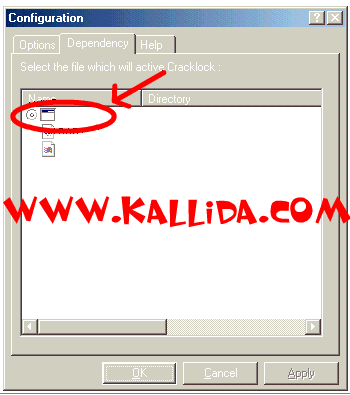 Configuration
Options Dependency Help
Select the file which will active Cracklock :
Name Directory
www.KALLiDA.COM
OK Cancel Apply